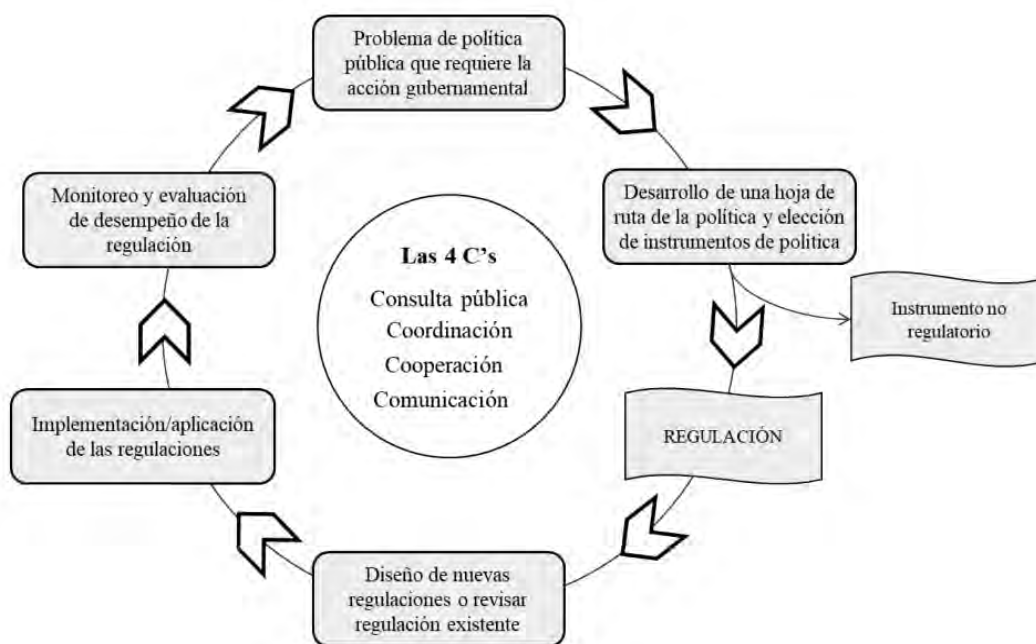 Problema de política
pública que requiere la
acción gubernamental
Desarrollo de una hoja de
ruta de la política y elección
de instrumentos de política
Instrumento no
regulatorio
REGULACIÓN
Diseño de nuevas
regulaciones o revisar
regulación existente
Implementación/aplicación
de las regulaciones
Monitoreo y evaluación
de desempeño de la
regulación
Las 4 C’s
Consulta pública
Coordinación
Cooperación
Comunicación